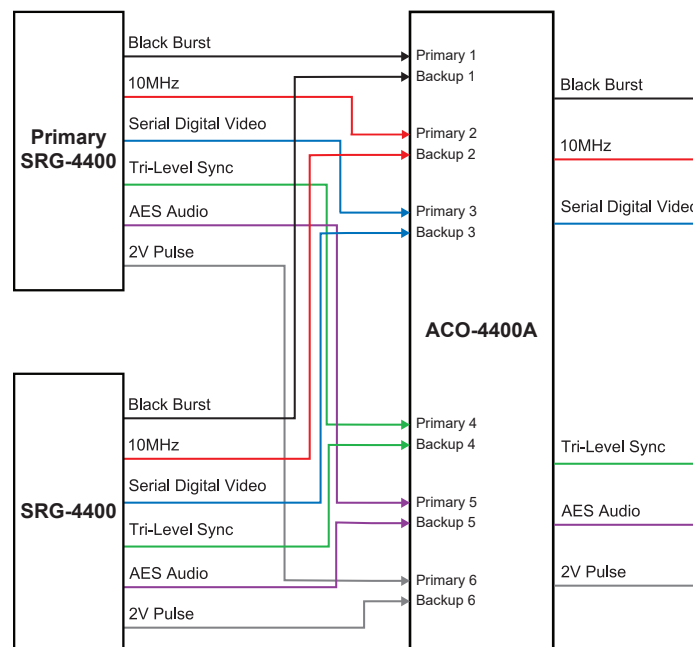 Primary
SRG-4400
Black Burst
10MHz
Serial Digital Video
Tri-Level Sync
AES Audio
2V Pulse
SRG-4400
Black Burst
10MHz
Serial Digital Video
Tri-Level Sync
AES Audio
2V Pulse
Primary 1
Backup 1
Primary 2
Backup 2
Primary 3
Backup 3
ACO-4400A
Primary 4
Backup 4
Primary 5
Backup 5
Primary 6
Backup 6
Black Burst
10MHz
Serial Digital Video
Tri-Level Sync
AES Audio
2V Pulse